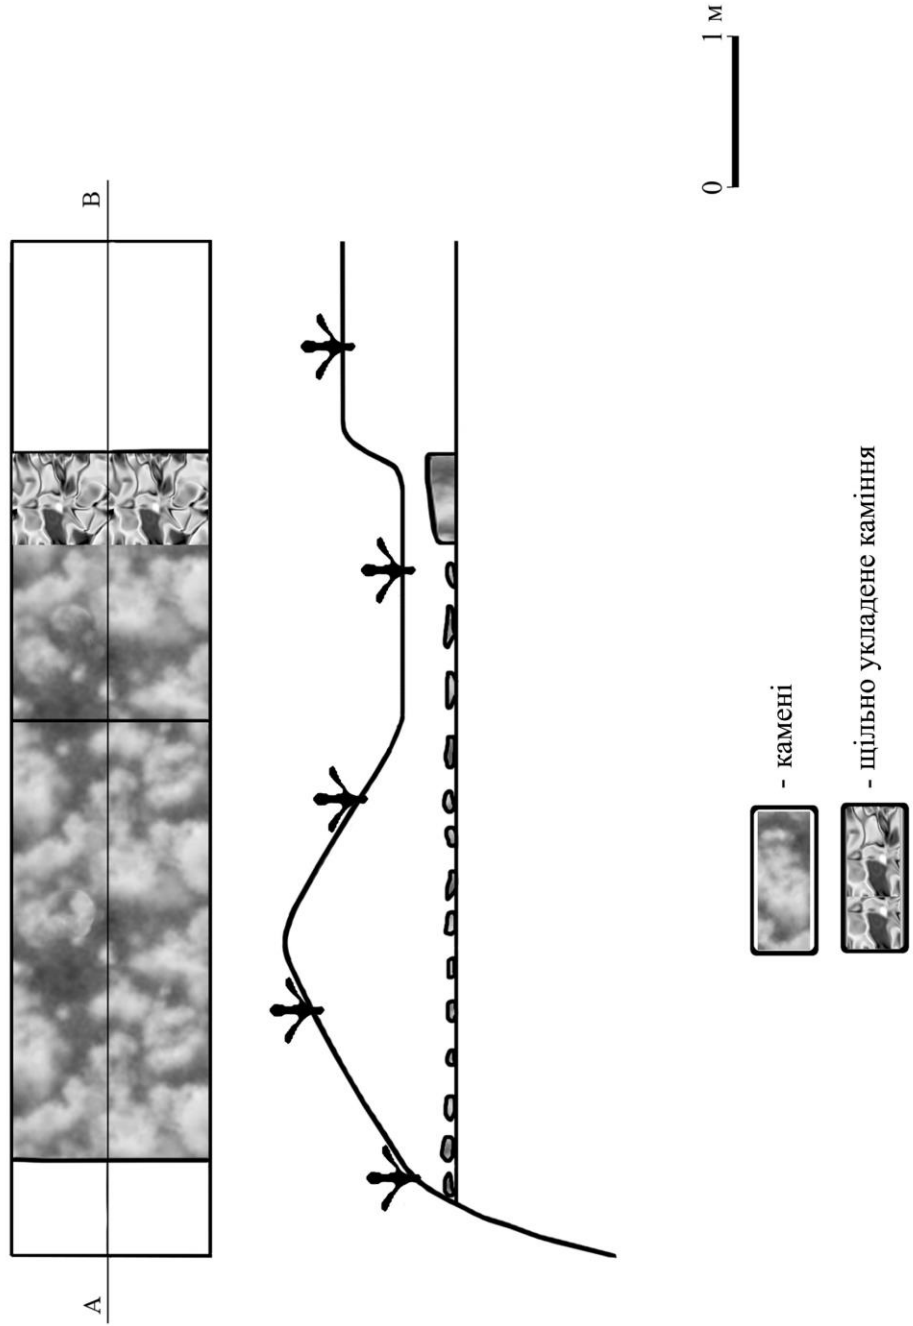 А
В
0
1 м
- камені
- щільно укладене каміння